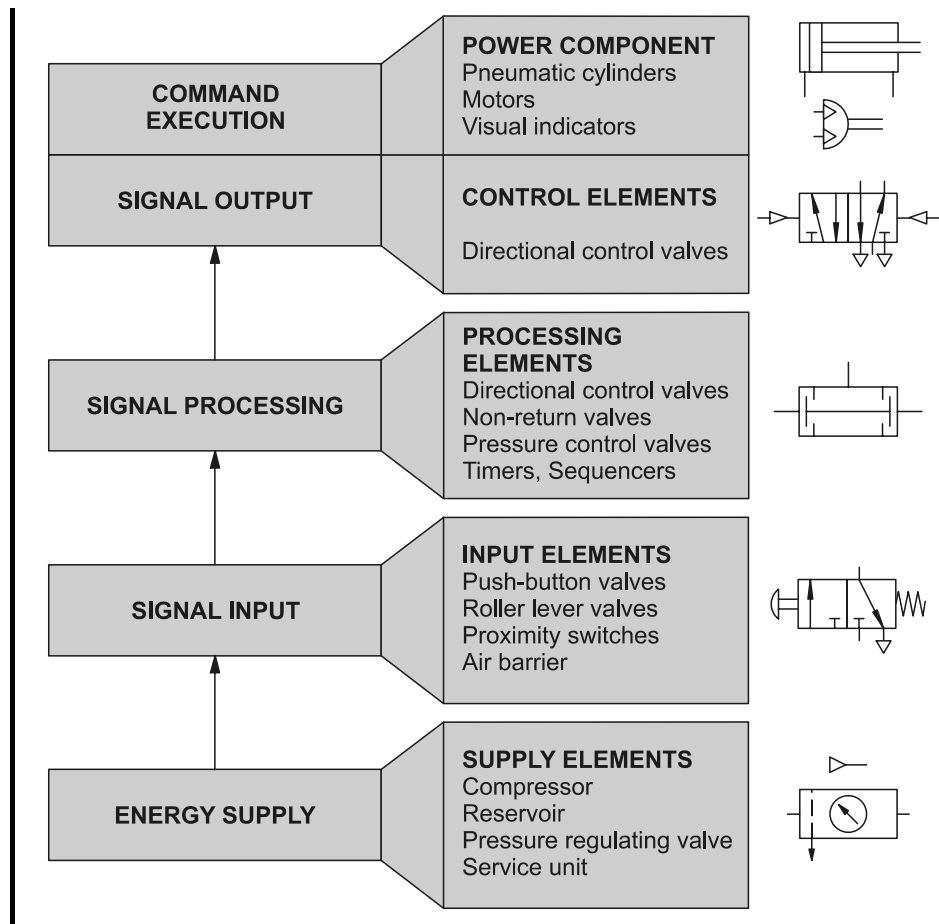 COMMAND
EXECUTION
POWER COMPONENT
Pneumatic cylinders
Motors
Visual indicators
SIGNAL OUTPUT
CONTROL ELEMENTS
Directional control valves
SIGNAL PROCESSING
PROCESSING
ELEMENTS
Directional control valves
Non-return valves
Pressure control valves
Timers, Sequencers
SIGNAL INPUT
INPUT ELEMENTS
Push-button valves
Roller lever valves
Proximity switches
Air barrier
ENERGY SUPPLY
SUPPLY ELEMENTS
Compressor
Reservoir
Pressure regulating valve
Service unit